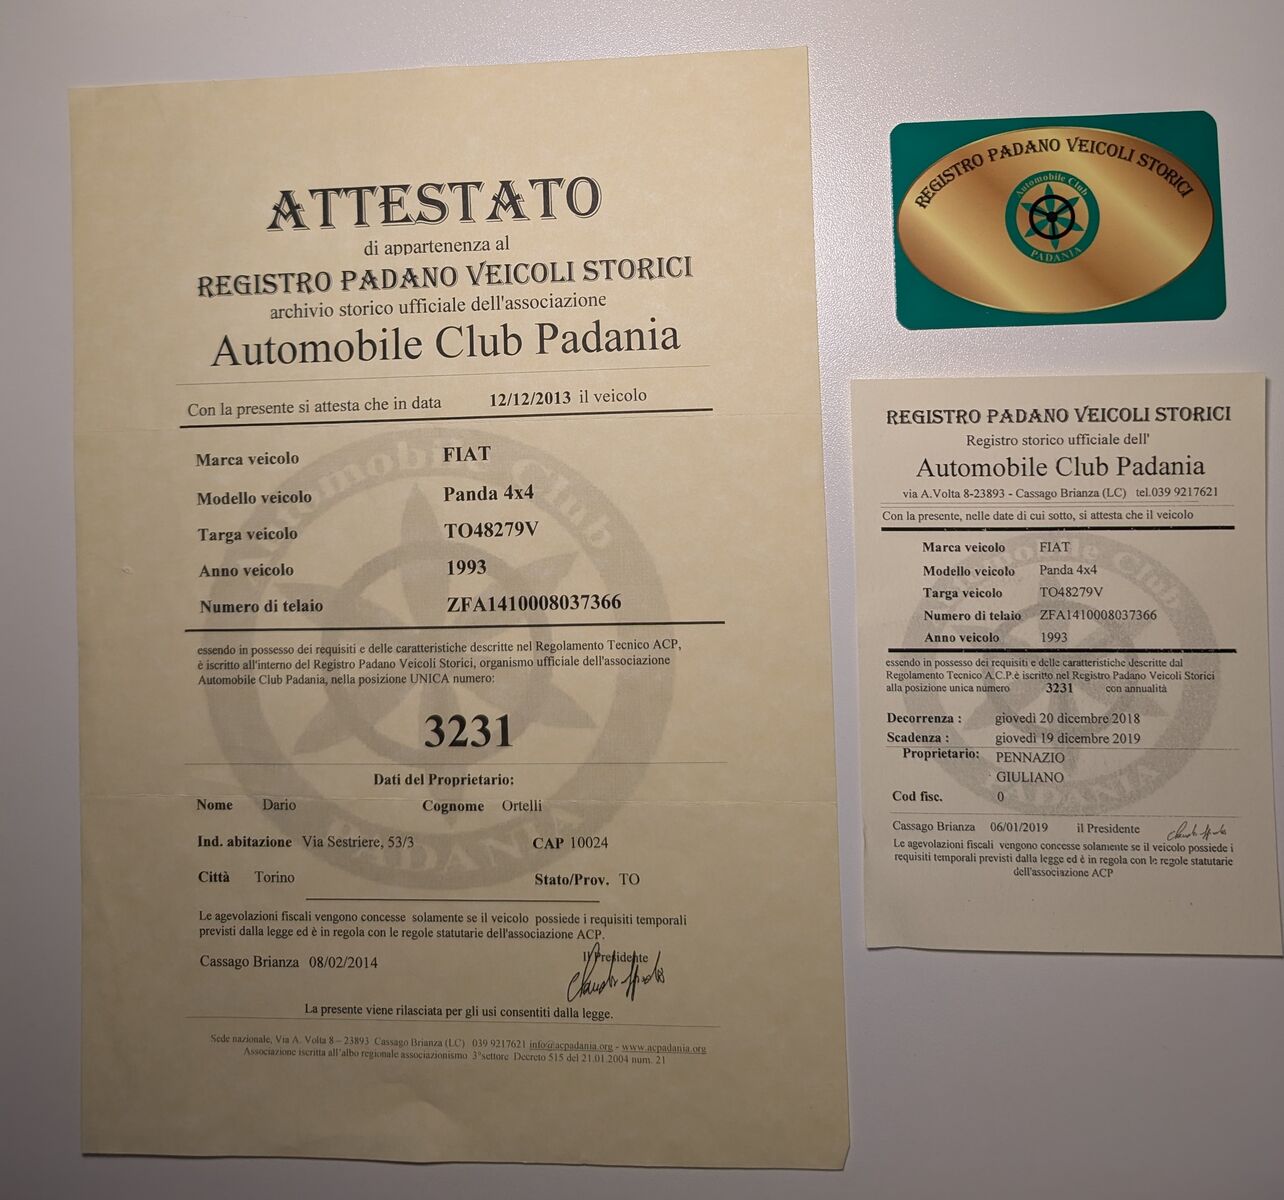 ATTESTATO
di appartenenza al
REGISTRO PADANO VEICOLI STORICI
archivio storico ufficiale dell'associazione
Automobile Club Padania
Con la presente si attesta che in data 12/12/2013 il veicolo
Marca veicolo FIAT
Modello veicolo Panda 4x4
Targa veicolo TO48279V
Anno veicolo 1993
Numero di telaio ZFA1410008037366
essendo in possesso dei requisiti e delle caratteristiche descritte nel Regolamento Tecnico ACP,
è iscritto all'interno del Registro Padano Veicoli Storici, organismo ufficiale dell'associazione
Automobile Club Padania, nella posizione UNICA numero:
3231
Dati del Proprietario:
Nome Dario Cognome Ortelli
Ind. abitazione Via Sestriere, 53/3 CAP 10024
Città Torino Stato/Prov. TO
Le agevolazioni fiscali vengono concesse solamente se il veicolo possiede i requisiti temporali
previsti dalla legge ed è in regola con le regole statutarie dell'associazione ACP.
Cassago Brianza 08/02/2014 Il Presidente
La presente viene rilasciata per gli usi consentiti dalla legge.
Sede nazionale, Via A. Volta 8 – 23893 Cassago Brianza (LC) 039 9217621 info@acpadania.org - www.acpadania.org
Associazione iscritta all'albo regionale associazionismo 3°settore Decreto 515 del 21.01.2004 num. 21
Automobile Club
PADANIA
REGISTRO PADANO VEICOLI STORICI
Automobile Club
PADANIA
REGISTRO PADANO VEICOLI STORICI
Registro storico ufficiale dell'
Automobile Club Padania
via A.Volta 8-23893 - Cassago Brianza (LC) tel.039 9217621
Con la presente, nelle date di cui sotto, si attesta che il veicolo
Marca veicolo FIAT
Modello veicolo Panda 4x4
Targa veicolo TO48279V
Numero di telaio ZFA1410008037366
Anno veicolo 1993
essendo in possesso dei requisiti e delle caratteristiche descritte dal
Regolamento Tecnico A.C.P.è iscritto nel Registro Padano Veicoli Storici
alla posizione unica numero 3231 con annualità
Decorrenza : giovedì 20 dicembre 2018
Scadenza : giovedì 19 dicembre 2019
Proprietario: PENNAZIO
GIULIANO
Cod fisc. 0
Cassago Brianza 06/01/2019 il Presidente
Le agevolazioni fiscali vengono concesse solamente se il veicolo possiede i
requisiti temporali previsti dalla legge ed è in regola con le regole statutarie
dell'associazione ACP
Automobile Club
PADANIA